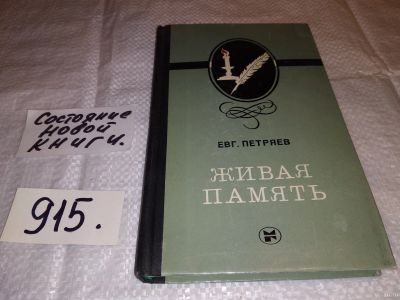 Состояние
новой
книги.
915.
ЕВГ. ПЕТРЯЕВ
ЖИВАЯ
ПАМЯТЬ